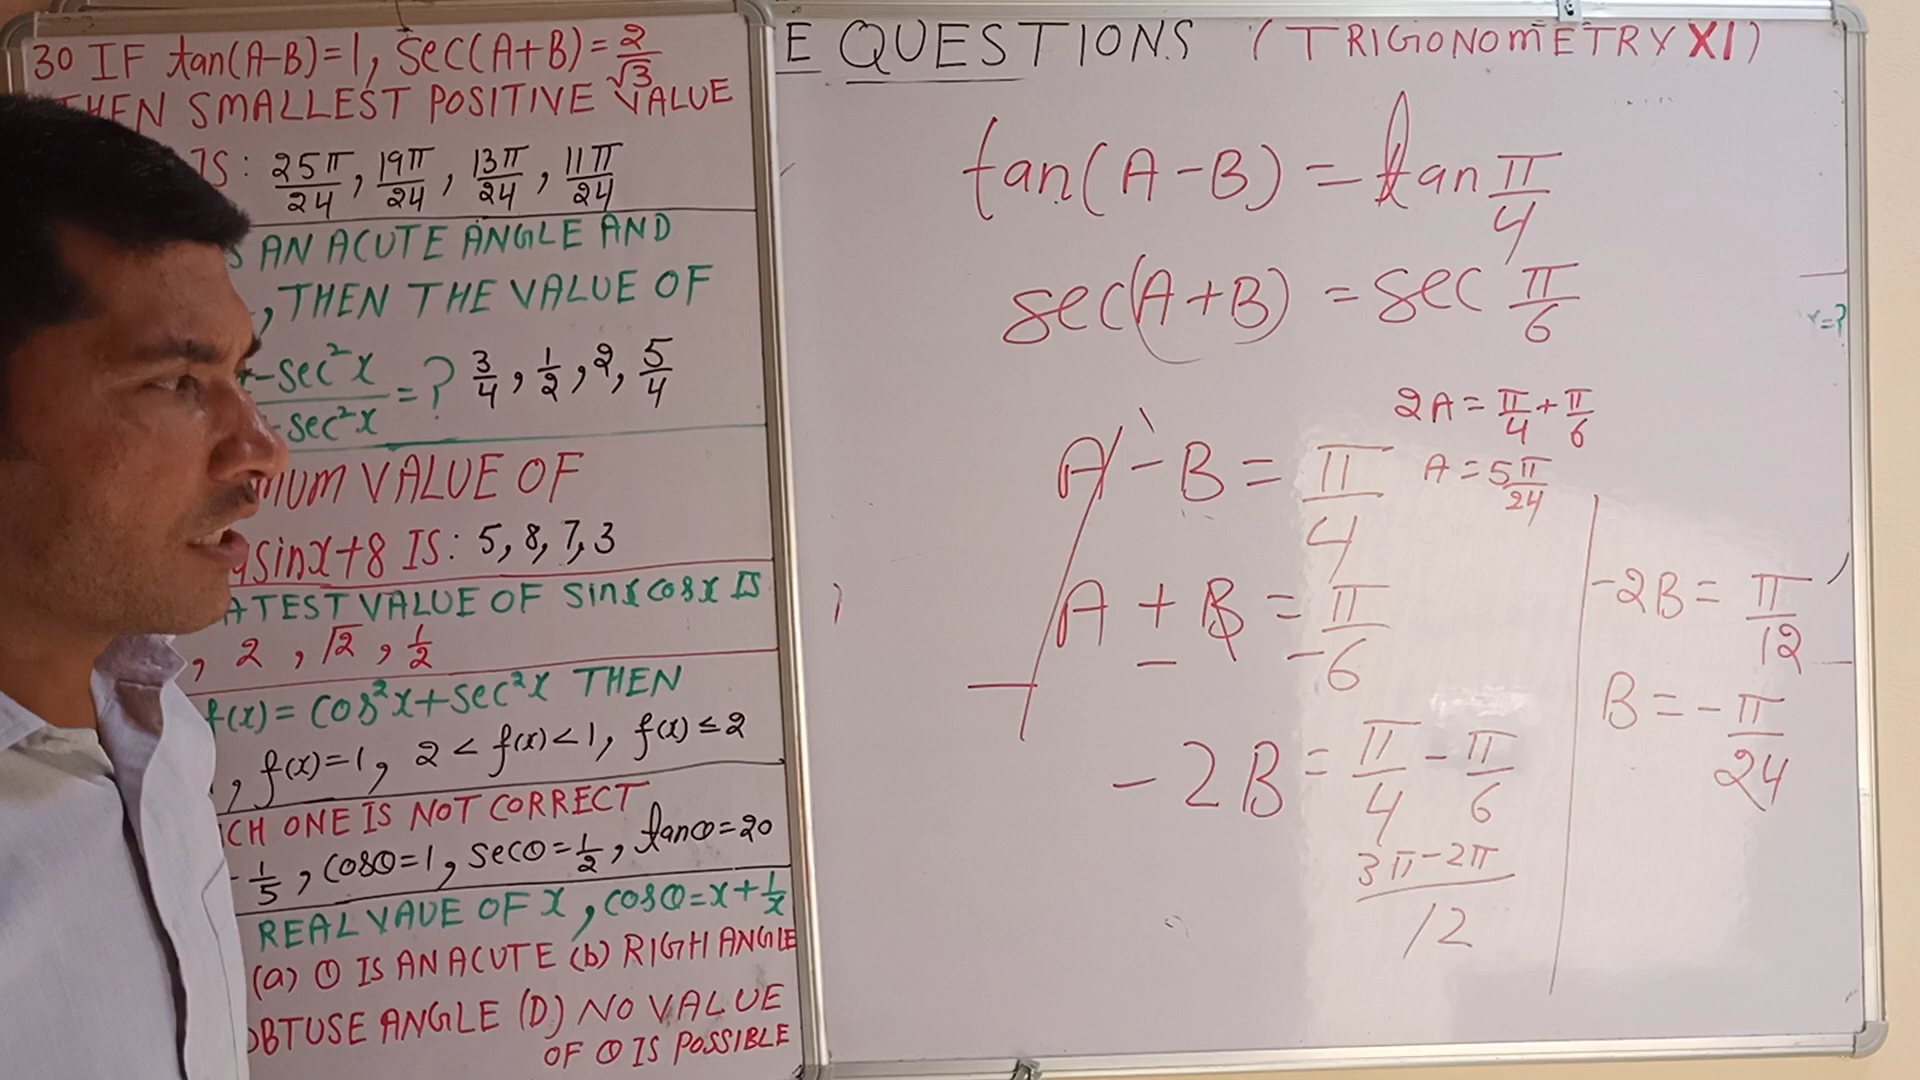 30 IF tan(A-B)=1, sec(A+B)=2/√3
THEN SMALLEST POSITIVE VALUE
IS: 25π/24, 19π/24, 13π/24, 11π/24
AN ACUTE ANGLE AND
, THEN THE VALUE OF
-sec²x/-sec²x =? 3/4, 1/2, 2, 5/4
MUM VALUE OF
sinx+8 IS: 5, 8, 7, 3
ATEST VALUE OF sinx cosx IS
, 2, √2, 1/2
f(x)= cos²x+sec²x THEN
, f(x)=1, 2<f(x)<1, f(x)≤2
CH ONE IS NOT CORRECT
-1/5, cosθ=1, secθ=1/2, tanθ=20
REAL VAUE OF x, cosθ=x+1/x
(a) θ IS AN ACUTE (b) RIGH ANGLE
OBTUSE ANGLE (D) NO VALUE
OF θ IS POSSIBLE
E QUESTIONS (TRIGONOMETRY XI)
tan(A-B) = tan π/4
sec(A+B) = sec π/6
x=?
2A = π/4 + π/6
A = 5π/24
A - B = π/4
A + B = π/6
- -
-2B = π/4 - π/6
3π-2π/12
-2B = π/12
B = -π/24